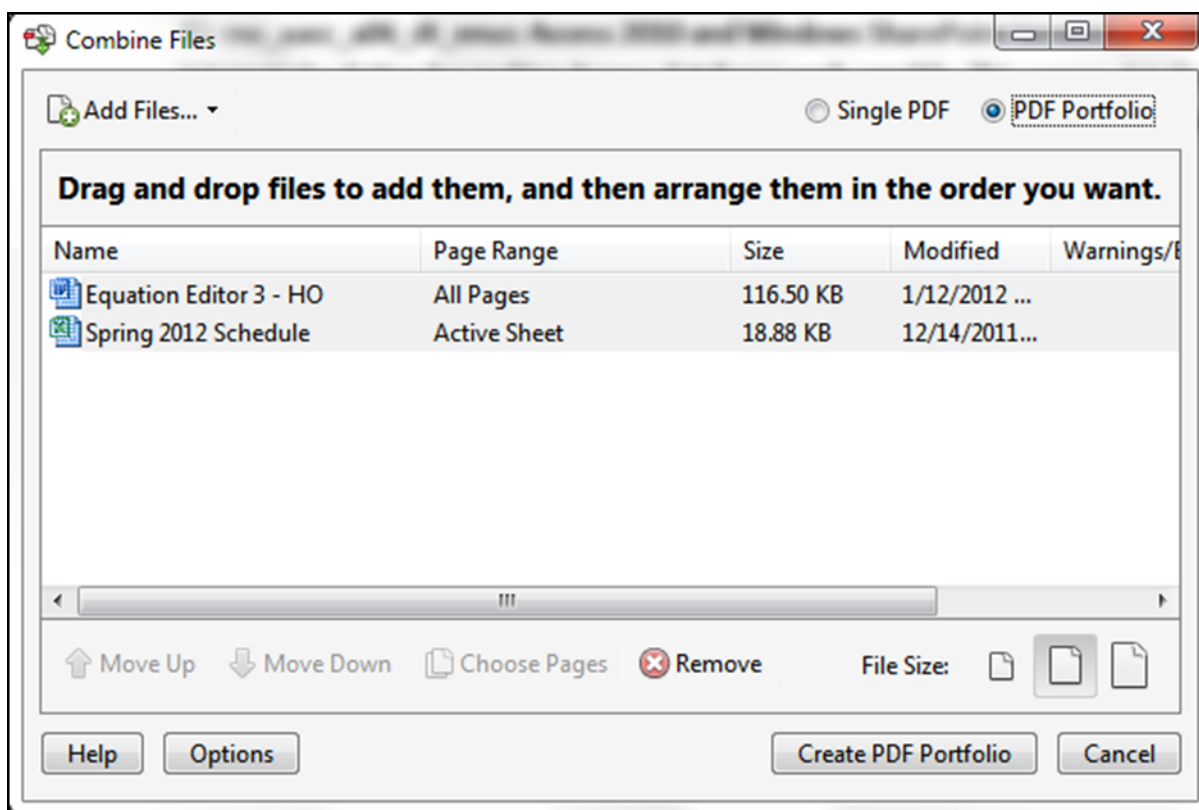 Combine Files
Add Files...
Single PDF
PDF Portfolio
Drag and drop files to add them, and then arrange them in the order you want.
Name Page Range Size Modified Warnings/
Equation Editor 3 - HO All Pages 116.50 KB 1/12/2012 ...
Spring 2012 Schedule Active Sheet 18.88 KB 12/14/2011...
Move Up Move Down Choose Pages Remove File Size:
Help Options Create PDF Portfolio Cancel